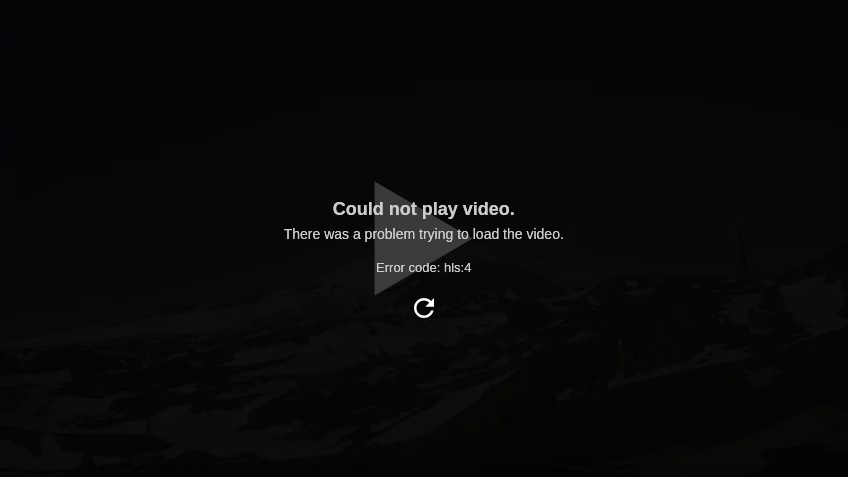 Could not play video.
There was a problem trying to load the video.
Error code: hls:4